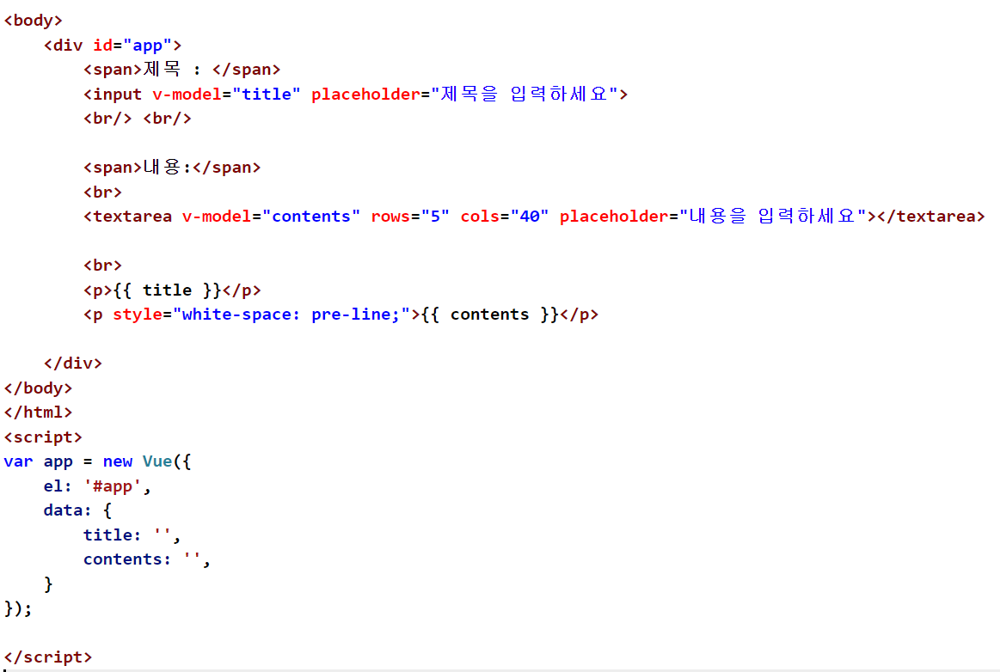 <body>
<div id="app">
<span>제목 : </span>
<input v-model="title" placeholder="제목을 입력하세요">
<br/> <br/>
<span>내용:</span>
<br>
<textarea v-model="contents" rows="5" cols="40" placeholder="내용을 입력하세요"></textarea>
<br>
<p>{{ title }}</p>
<p style="white-space: pre-line;">{{ contents }}</p>
</div>
</body>
</html>
<script>
var app = new Vue({
el: '#app',
data: {
title: '',
contents: '',
}
});
</script>